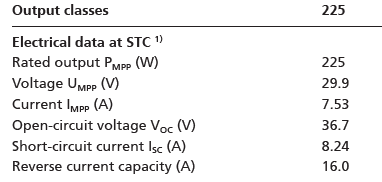 Output classes 225
Electrical data at STC 1)
Rated output PMPP (W) 225
Voltage UMPP (V) 29.9
Current IMPP (A) 7.53
Open-circuit voltage VOC (V) 36.7
Short-circuit current ISC (A) 8.24
Reverse current capacity (A) 16.0